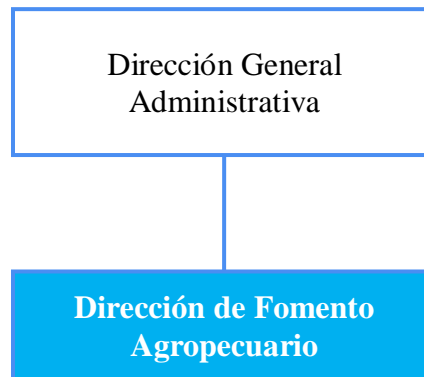 Dirección General
Administrativa
Dirección de Fomento
Agropecuario